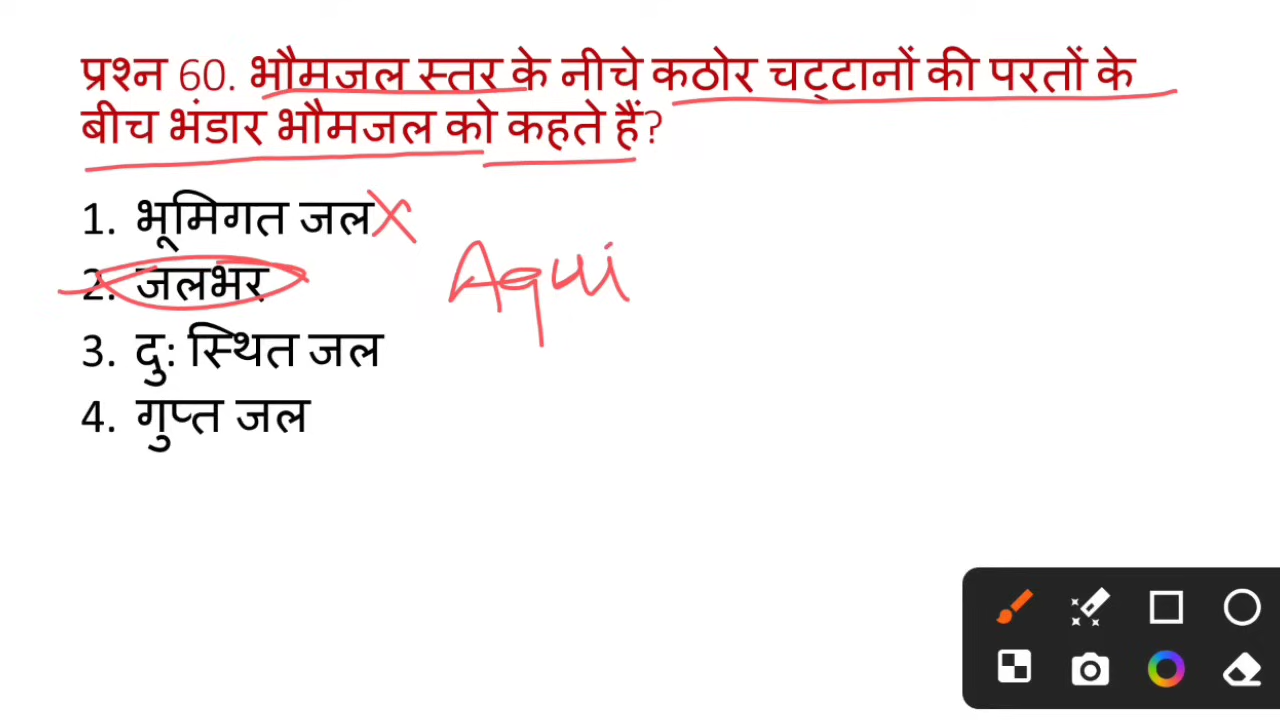 प्रश्न 60. भौमजल स्तर के नीचे कठोर चट्टानों की परतों के
बीच भंडार भौमजल को कहते हैं?
1. भूमिगत जल
2. जलभर
Aqui
3. दु: स्थित जल
4. गुप्त जल